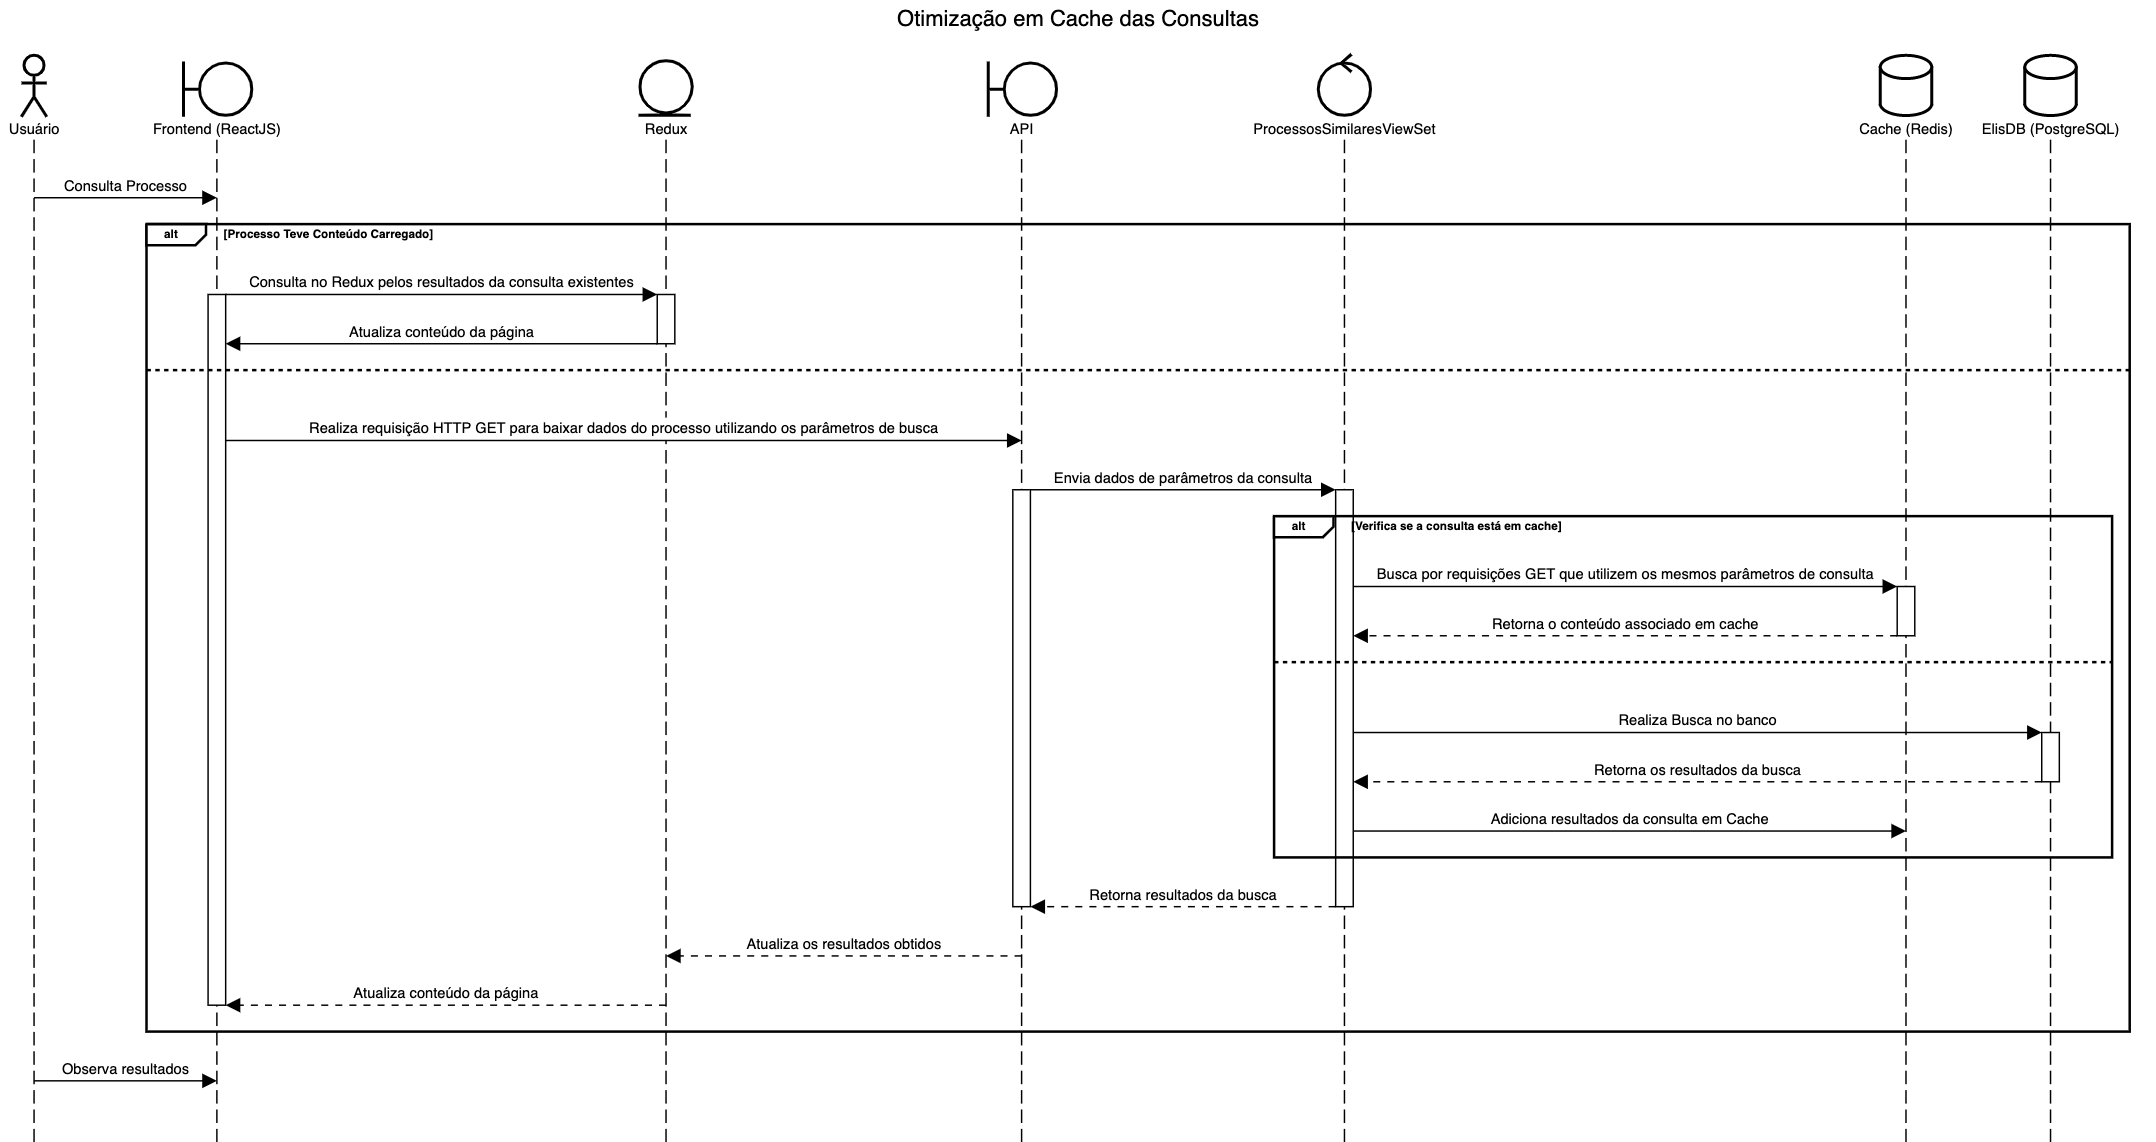 Otimização em Cache das Consultas
Usuário
Frontend (ReactJS)
Redux
API
ProcessosSimilaresViewSet
Cache (Redis)
ElisDB (PostgreSQL)
Consulta Processo
alt
[Processo Teve Conteúdo Carregado]
Consulta no Redux pelos resultados da consulta existentes
Atualiza conteúdo da página
Realiza requisição HTTP GET para baixar dados do processo utilizando os parâmetros de busca
Envia dados de parâmetros da consulta
alt
[Verifica se a consulta está em cache]
Busca por requisições GET que utilizem os mesmos parâmetros de consulta
Retorna o conteúdo associado em cache
Realiza Busca no banco
Retorna os resultados da busca
Adiciona resultados da consulta em Cache
Retorna resultados da busca
Atualiza os resultados obtidos
Atualiza conteúdo da página
Observa resultados